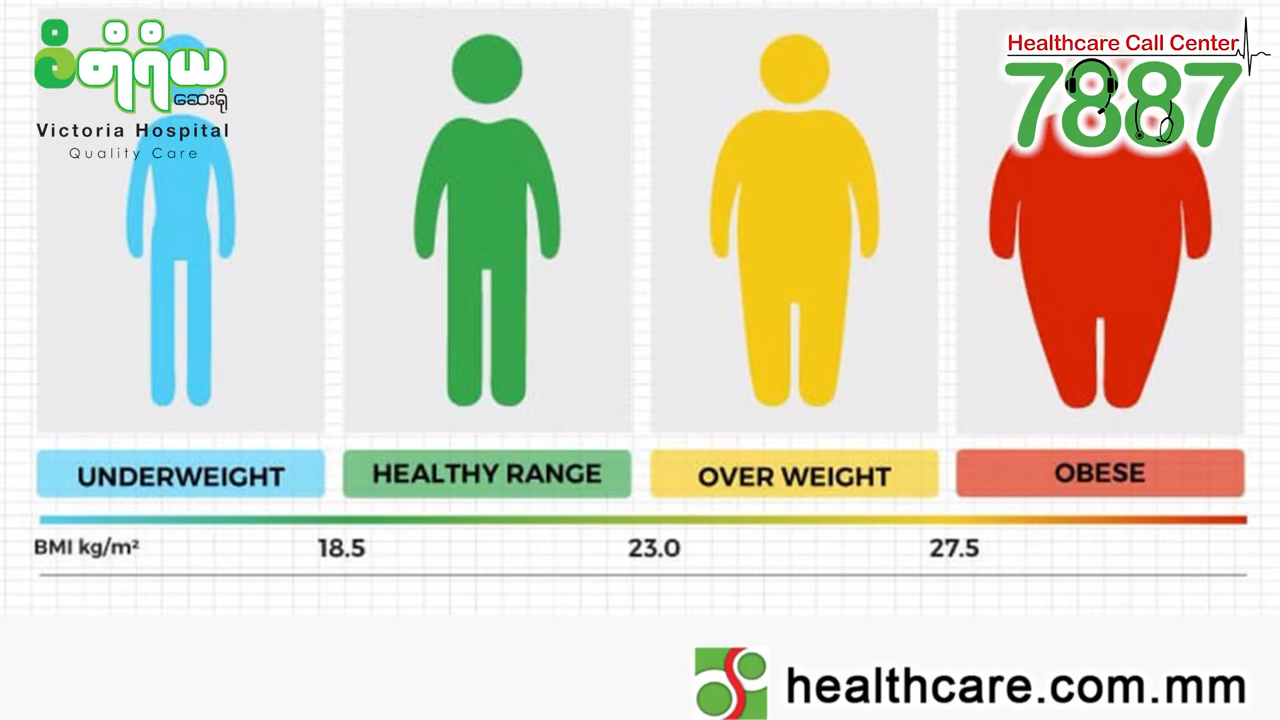 ဝိတိုရိယ
ဆေးရုံ
Victoria Hospital
Quality Care
Healthcare Call Center
7887
UNDERWEIGHT
HEALTHY RANGE
OVER WEIGHT
OBESE
BMI kg/m²
18.5
23.0
27.5
healthcare.com.mm